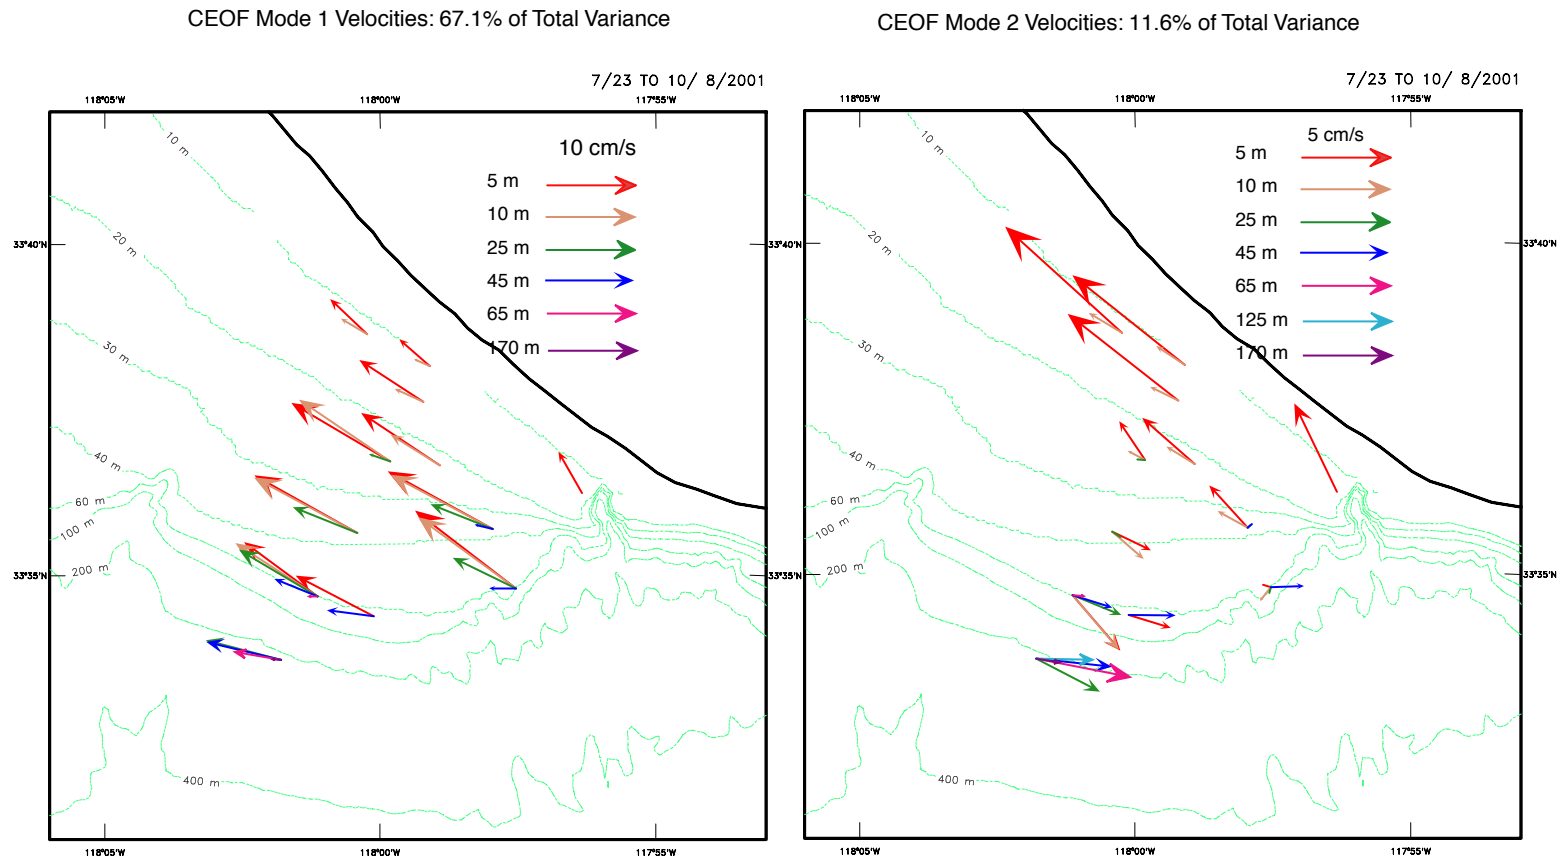 CEOF Mode 1 Velocities: 67.1% of Total Variance
7/23 TO 10/ 8/2001
118°05'W 118°00'W 117°55'W
10 cm/s
5 m
10 m
25 m
45 m
65 m
170 m
33°40'N
33°35'N
10 m
20 m
30 m
40 m
60 m
100 m
200 m
400 m
118°05'W 118°00'W 117°55'W
CEOF Mode 2 Velocities: 11.6% of Total Variance
7/23 TO 10/ 8/2001
118°05'W 118°00'W 117°55'W
5 cm/s
5 m
10 m
25 m
45 m
65 m
125 m
170 m
33°40'N 33°40'N
33°35'N 33°35'N
10 m
20 m
30 m
40 m
60 m
100 m
200 m
400 m
118°05'W 118°00'W 117°55'W